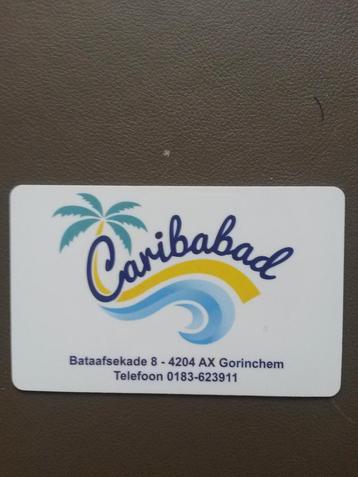 Caribabad
Bataafsekade 8 - 4204 AX Gorinchem
Telefoon 0183-623911